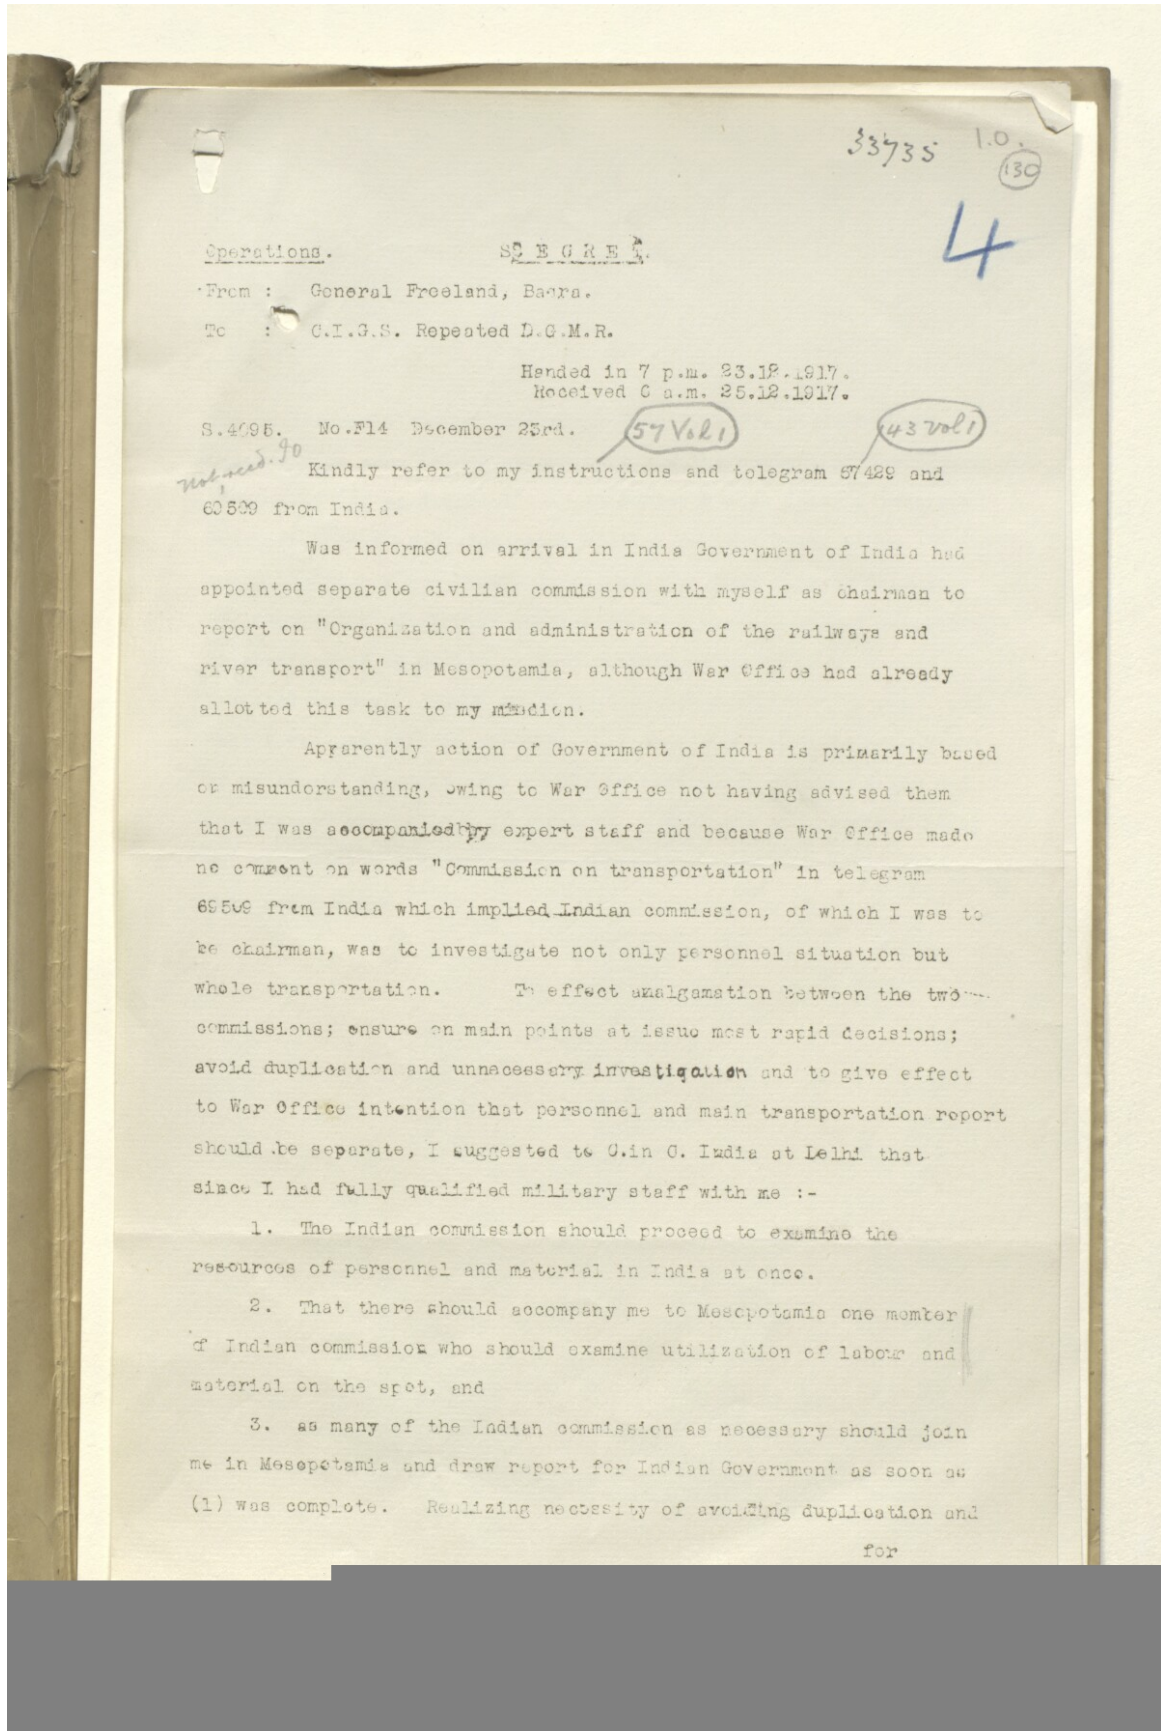 33735
I.O.
130
4
Operations. SECRET.
From : General Freeland, Basra.
To : C.I.G.S. Repeated D.G.M.R.
Handed in 7 p.m. 23.12.1917.
Received 6 a.m. 25.12.1917.
57 Vol 1 43 Vol 1
S.4095. No.F14 December 23rd.
not recd. IO
Kindly refer to my instructions and telegram 57429 and
69509 from India.
Was informed on arrival in India Government of India had
appointed separate civilian commission with myself as chairman to
report on "Organization and administration of the railways and
river transport" in Mesopotamia, although War Office had already
allotted this task to my
Apparently action of Government of India is primarily based
on misunderstanding, owing to War Office not having advised them
that I was accompanied by expert staff and because War Office made
no comment on words "Commission on transportation" in telegram
69509 from India which implied Indian commission, of which I was to
be chairman, was to investigate not only personnel situation but
whole transportation. To effect amalgamation between the two
commissions; ensure on main points at issue most rapid decisions;
avoid duplication and unnecessary investigation and to give effect
to War Office intention that personnel and main transportation report
should be separate, I suggested to C.in C. India at Delhi that
since I had fully qualified military staff with me :-
1. The Indian commission should proceed to examine the
resources of personnel and material in India at once.
2. That there should accompany me to Mesopotamia one member
of Indian commission who should examine utilization of labour and
material on the spot, and
3. as many of the Indian commission as necessary should join
me in Mesopotamia and draw report for Indian Government as soon as
(1) was complete. Realizing necessity of avoiding duplication and
for